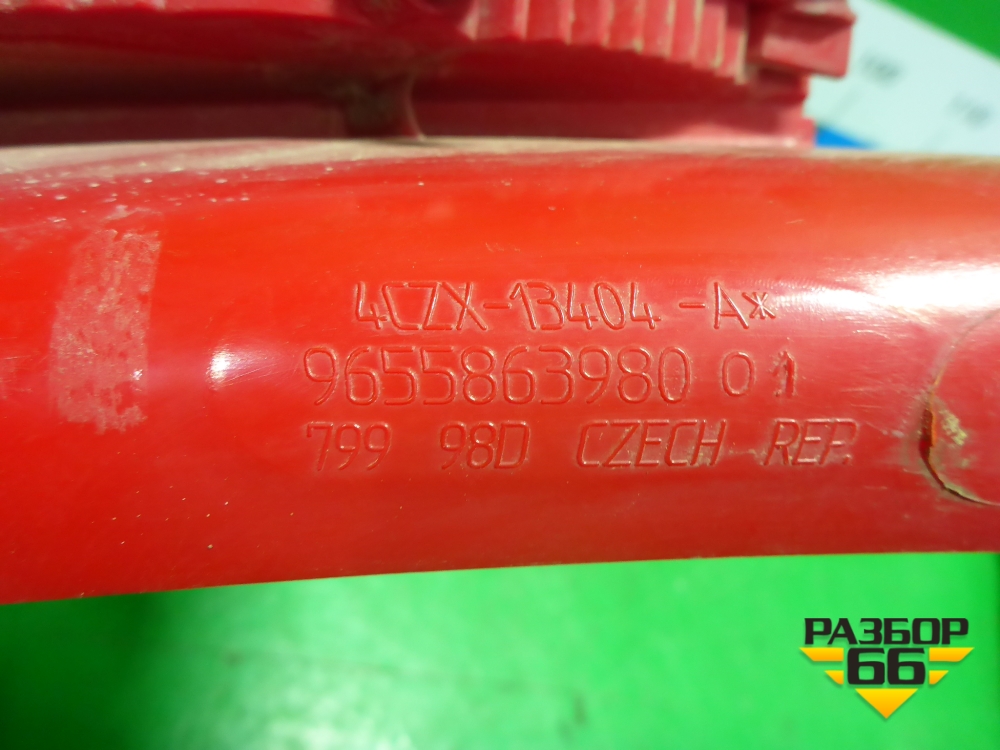 4CZX-13404-A*
9655863980 01
799 98D CZECH REP.
РАЗБОР
66